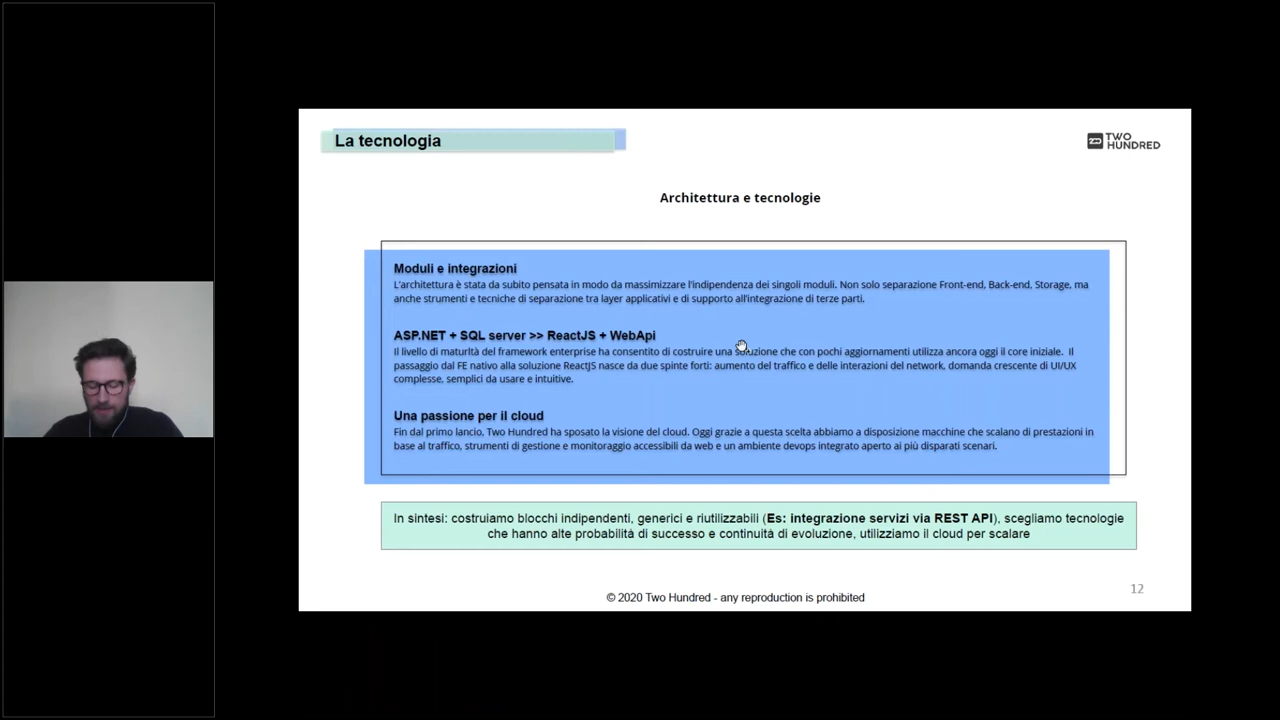 La tecnologia
TWO
HUNDRED
Architettura e tecnologie
Moduli e integrazioni
L'architettura è stata da subito pensata in modo da massimizzare l'indipendenza dei singoli moduli. Non solo separazione Front-end, Back-end, Storage, ma
anche strumenti e tecniche di separazione tra layer applicativi e di supporto all'integrazione di terze parti.
ASP.NET + SQL server >> ReactJS + WebApi
Il livello di maturità del framework enterprise ha consentito di costruire una soluzione che con pochi aggiornamenti utilizza ancora oggi il core iniziale. Il
passaggio dal FE nativo alla soluzione ReactJS nasce da due spinte forti: aumento del traffico e delle interazioni del network, domanda crescente di UI/UX
complesse, semplici da usare e intuitive.
Una passione per il cloud
Fin dal primo lancio, Two Hundred ha sposato la visione del cloud. Oggi grazie a questa scelta abbiamo a disposizione macchine che scalano di prestazioni in
base al traffico, strumenti di gestione e monitoraggio accessibili da web e un ambiente devops integrato aperto ai più disparati scenari.
In sintesi: costruiamo blocchi indipendenti, generici e riutilizzabili (Es: integrazione servizi via REST API), scegliamo tecnologie
che hanno alte probabilità di successo e continuità di evoluzione, utilizziamo il cloud per scalare
12
© 2020 Two Hundred - any reproduction is prohibited